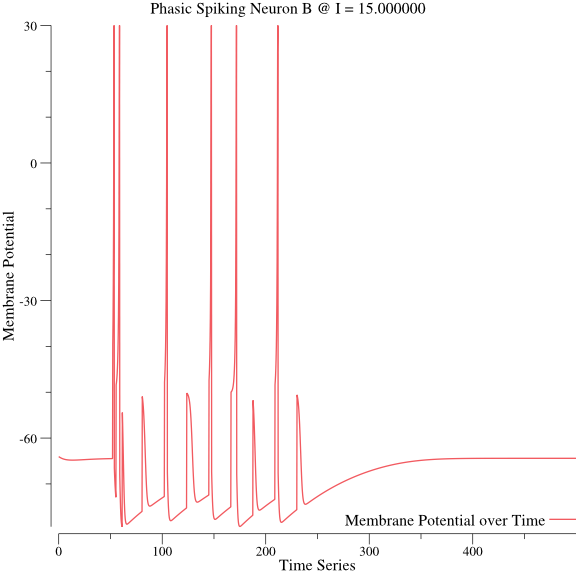 Phasic Spiking Neuron B @ I = 15.000000
30
0
-30
-60
Membrane Potential
Membrane Potential over Time
0 100 200 300 400
Time Series